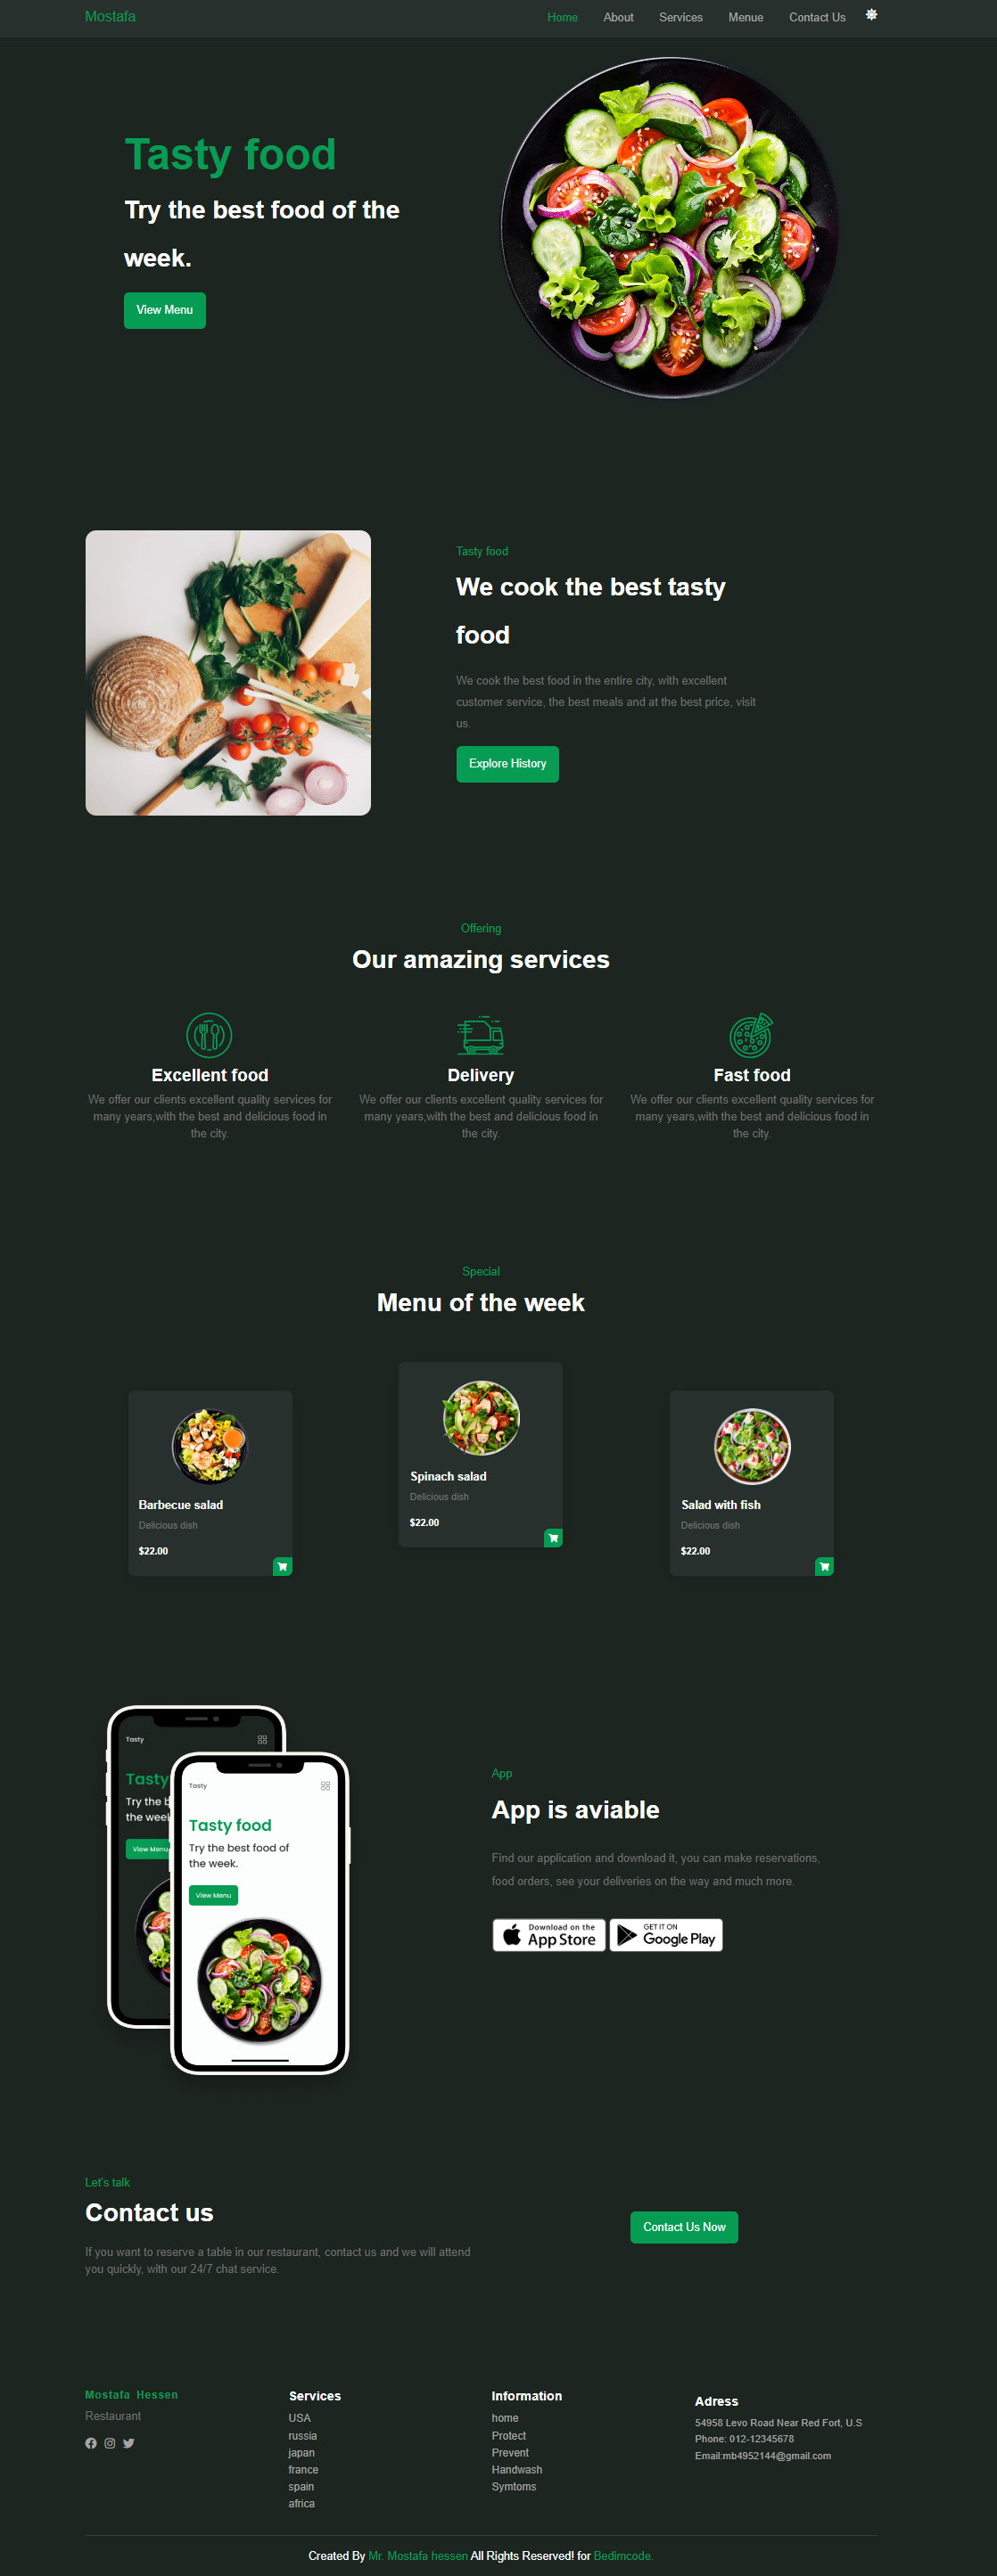 Mostafa
Home About Services Menue Contact Us
Tasty food
Try the best food of the
week.
View Menu
Tasty food
We cook the best tasty
food
We cook the best food in the entire city, with excellent
customer service, the best meals and at the best price, visit
us.
Explore History
Offering
Our amazing services
Excellent food
We offer our clients excellent quality services for
many years,with the best and delicious food in
the city.
Delivery
We offer our clients excellent quality services for
many years,with the best and delicious food in
the city.
Fast food
We offer our clients excellent quality services for
many years,with the best and delicious food in
the city.
Special
Menu of the week
Barbecue salad
Delicious dish
$22.00
Spinach salad
Delicious dish
$22.00
Salad with fish
Delicious dish
$22.00
Tasty
Tasty
Try the b
the week
View Menu
Tasty
Tasty food
Try the best food of
the week.
View Menu
App
App is aviable
Find our application and download it, you can make reservations,
food orders, see your deliveries on the way and much more.
Download on the
App Store
GET IT ON
Google Play
Let's talk
Contact us
If you want to reserve a table in our restaurant, contact us and we will attend
you quickly, with our 24/7 chat service.
Contact Us Now
Mostafa Hessen
Restaurant
Services
USA
russia
japan
france
spain
africa
Information
home
Protect
Prevent
Handwash
Symtoms
Adress
54958 Levo Road Near Red Fort, U.S
Phone: 012-12345678
Email:mb4952144@gmail.com
Created By Mr. Mostafa hessen All Rights Reserved! for Bedimcode.